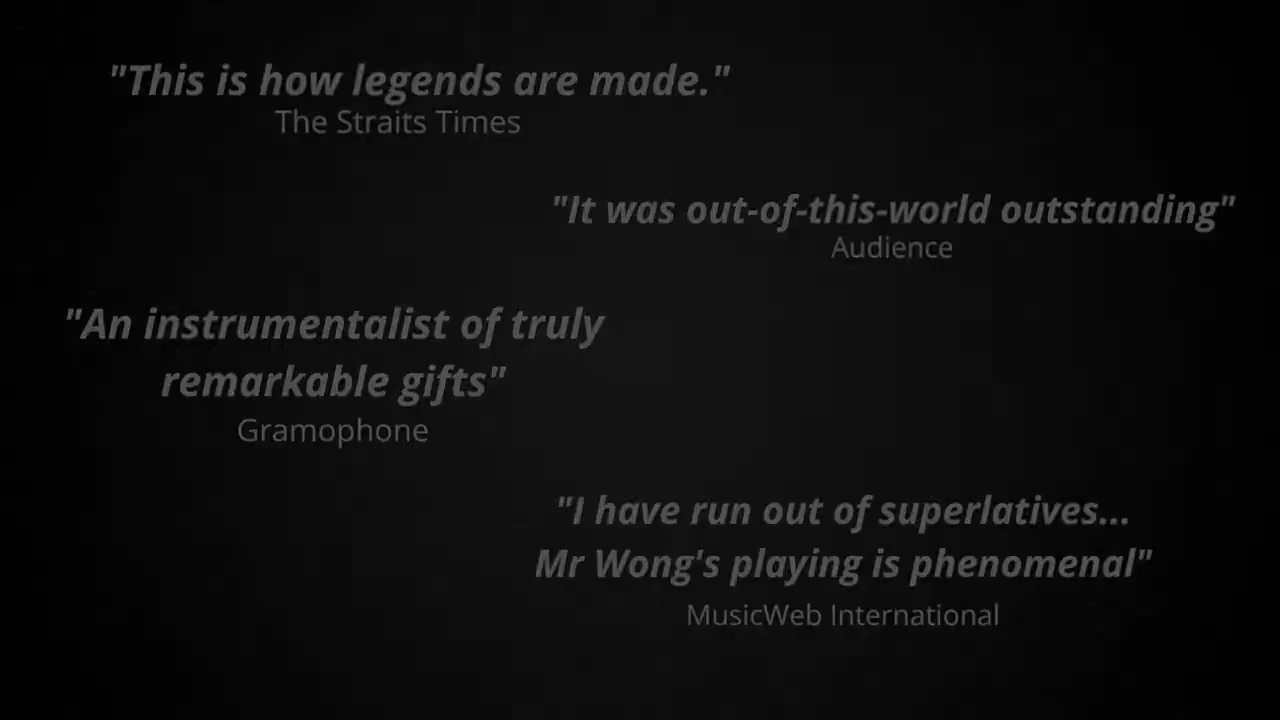 "This is how legends are made."
The Straits Times
"It was out-of-this-world outstanding"
Audience
"An instrumentalist of truly
remarkable gifts"
Gramophone
"I have run out of superlatives...
Mr Wong's playing is phenomenal"
MusicWeb International